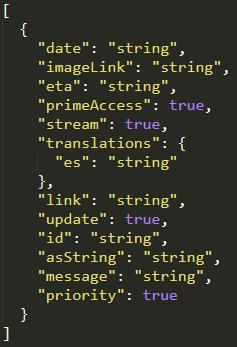 [
  {
    "date": "string",
    "imageLink": "string",
    "eta": "string",
    "primeAccess": true,
    "stream": true,
    "translations": {
      "es": "string"
    },
    "link": "string",
    "update": true,
    "id": "string",
    "asString": "string",
    "message": "string",
    "priority": true
  }
]